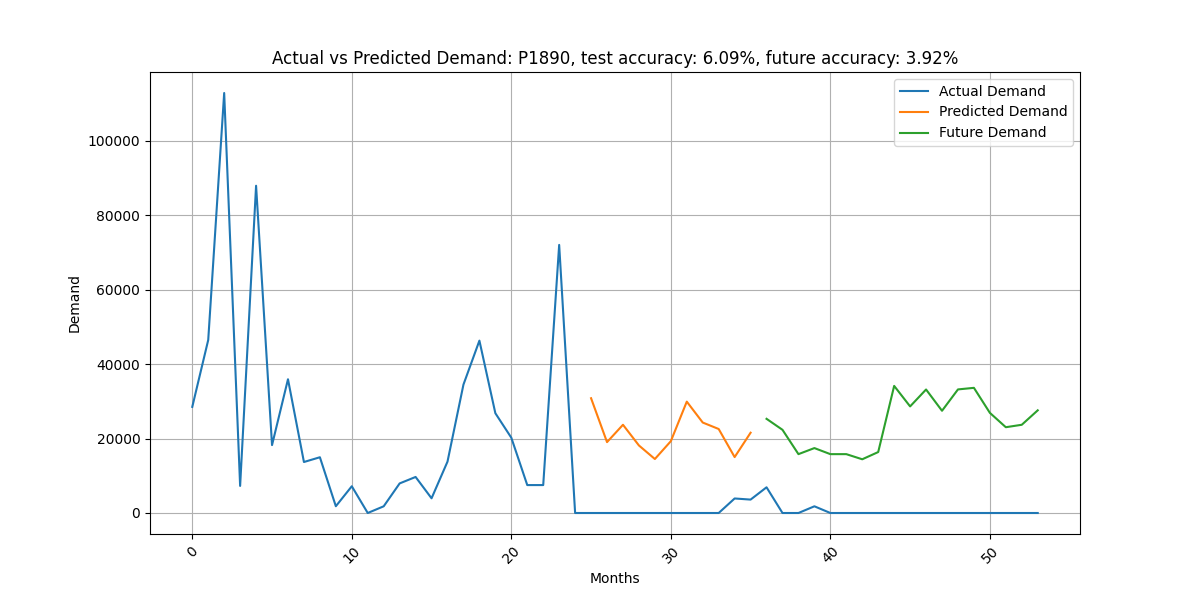 Actual vs Predicted Demand: P1890, test accuracy: 6.09%, future accuracy: 3.92%
Actual Demand
Predicted Demand
Future Demand
100000
80000
60000
40000
20000
0
Demand
0 10 20 30 40 50
Months